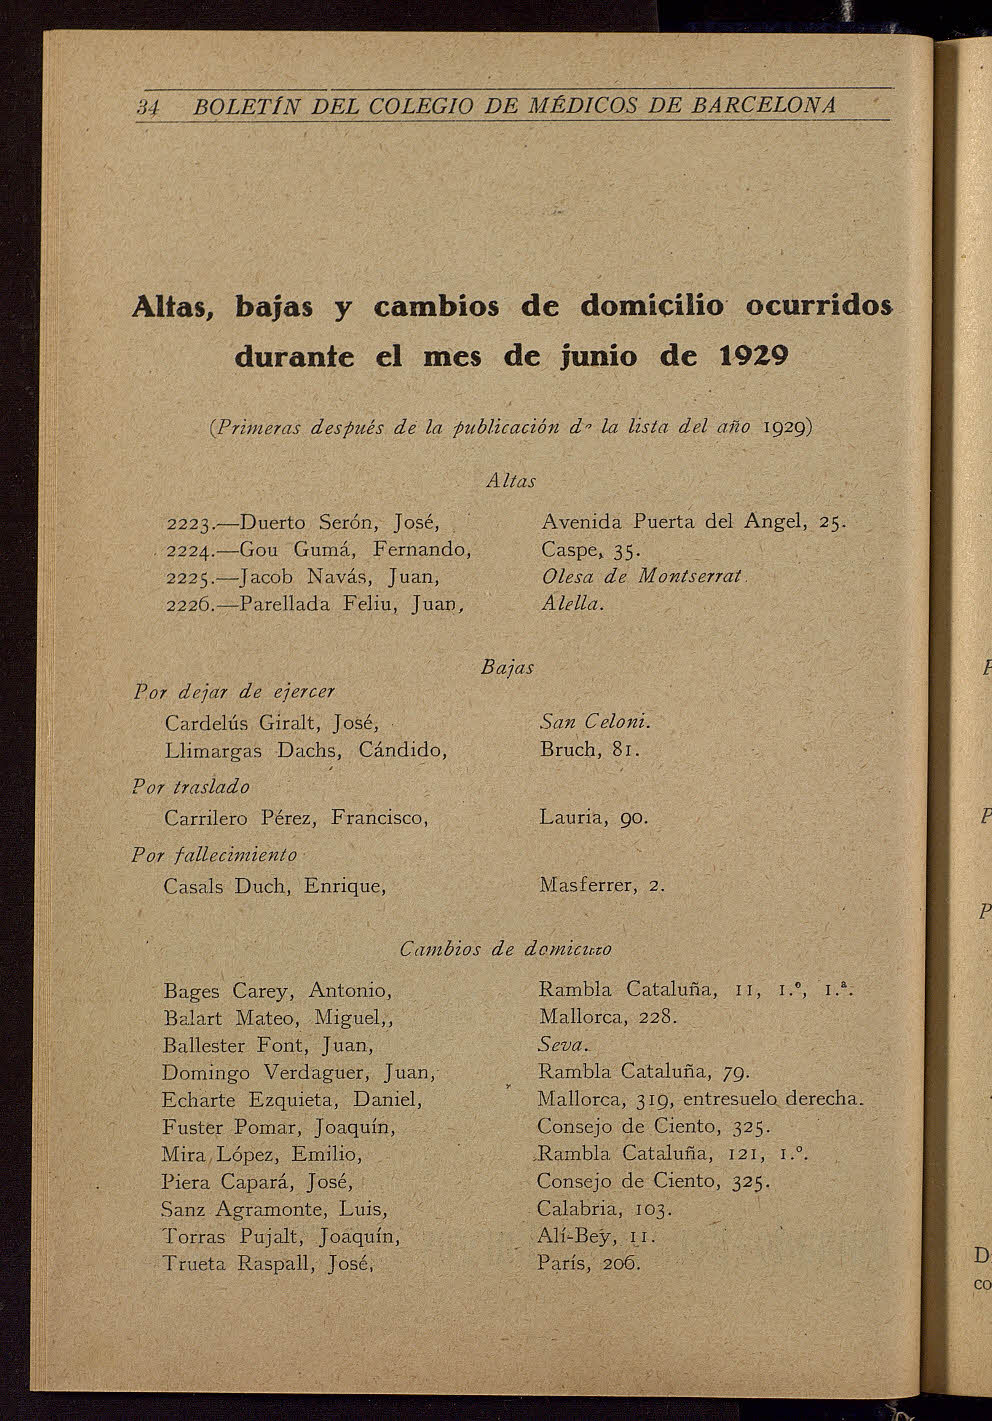 34 BOLETÍN DEL COLEGIO DE MÉDICOS DE BARCELONA
Altas, bajas y cambios de domicilio ocurridos
durante el mes de junio de 1929
(Primeras después de la publicación de la lista del año 1929)
Altas
2223.—Duerto Serón, José, Avenida Puerta del Angel, 25.
2224.—Gou Gumá, Fernando, Caspe, 35.
2225.—Jacob Navás, Juan, Olesa de Montserrat.
2226.—Parellada Feliu, Juan, Alella.
Bajas
Por dejar de ejercer
Cardelús Giralt, José, San Celoni.
Llimargas Dachs, Cándido, Bruch, 81.
Por traslado
Carrilero Pérez, Francisco, Lauria, 90.
Por fallecimiento
Casals Duch, Enrique, Masferrer, 2.
Cambios de domicilio
Bages Carey, Antonio, Rambla Cataluña, 11, 1.º, 1.ª.
Balart Mateo, Miguel,, Mallorca, 228.
Ballester Font, Juan, Seva.
Domingo Verdaguer, Juan, Rambla Cataluña, 79.
Echarte Ezquieta, Daniel, Mallorca, 319, entresuelo derecha.
Fuster Pomar, Joaquín, Consejo de Ciento, 325.
Mira López, Emilio, Rambla Cataluña, 121, 1.º.
Piera Capará, José, Consejo de Ciento, 325.
Sanz Agramonte, Luis, Calabria, 103.
Torras Pujalt, Joaquín, Alí-Bey, 11.
Trueta Raspall, José, París, 206.